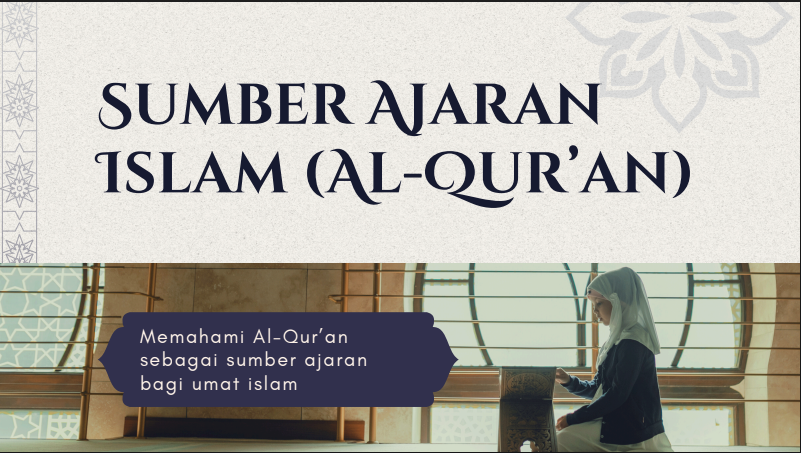 SUMBER AJARAN
ISLAM (AL-QUR’AN)
Memahami Al-Qur’an
sebagai sumber ajaran
bagi umat islam